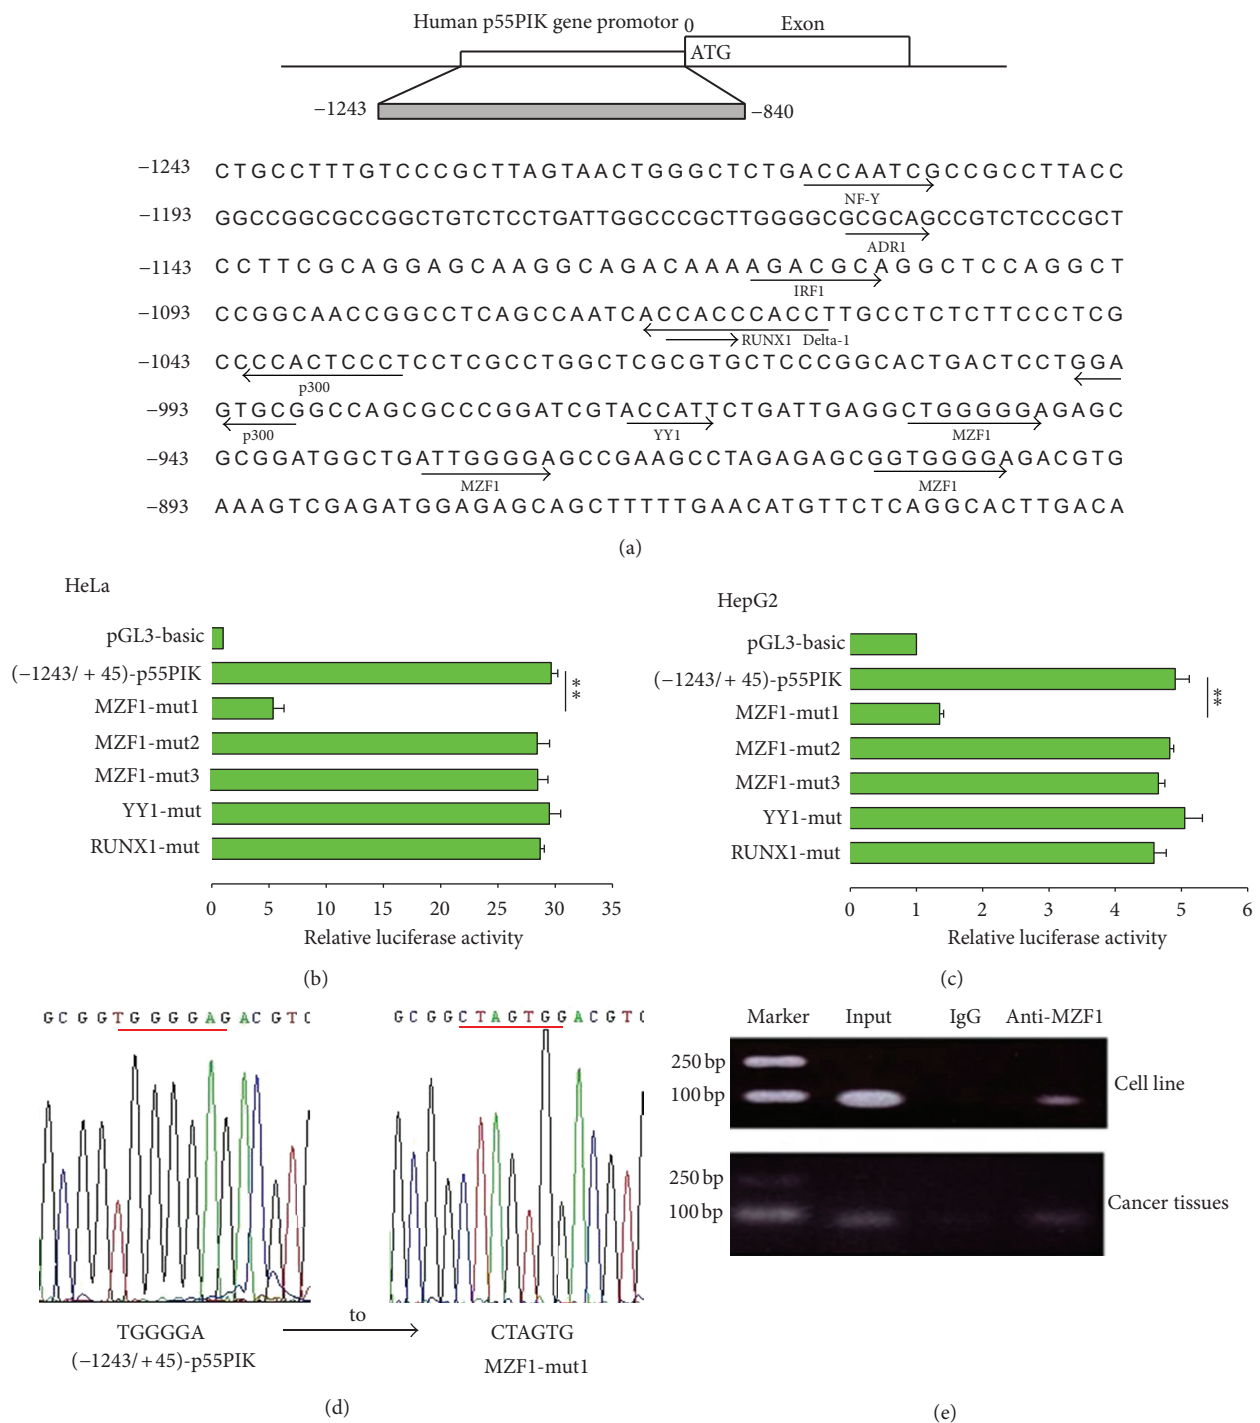 Human p55PIK gene promotor 0 Exon
ATG
−1243 −840
−1243 CTGCCTTTGTCCCGCTTAGTAACTGGGCTCTGACCAATCGCCGCCTTACC
NF-Y
−1193 GGCCGGCGCCGGCTGTCTCCTGATTGGCCCGCTTGGGGCGCGCAGCCGTCTCCCGCT
ADR1
−1143 CCTTCGCAGGAGCAAGGCAGACAAAAGACGCAGGCTCCAGGCT
IRF1
−1093 CCGGCAACCGGCCTCAGCCAATCACCACCCACCTTGCCTCTCTTCCCTCG
RUNX1 Delta-1
−1043 CCCCACTCCCTCCTCGCCTGGCTCGCGTGCTCCCGGCACTGACTCCTGGA
p300
−993 GTGCGGCCAGCGCCCGGATCGTACCATTCTGATTGAGGCTGGGGGAGAGC
p300 YY1 MZF1
−943 GCGGATGGCTGATTGGGGAGCCGAAGCCTAGAGAGCGGTGGGGAGACGTG
MZF1 MZF1
−893 AAAGTCGAGATGGAGAGCAGCTTTTTGAACATGTTCTCAGGCACTTGACA
(a)
HeLa
pGL3-basic
(−1243/ + 45)-p55PIK
**
MZF1-mut1
MZF1-mut2
MZF1-mut3
YY1-mut
RUNX1-mut
0 5 10 15 20 25 30 35
Relative luciferase activity
(b)
HepG2
pGL3-basic
(−1243/ + 45)-p55PIK
**
MZF1-mut1
MZF1-mut2
MZF1-mut3
YY1-mut
RUNX1-mut
0 1 2 3 4 5 6
Relative luciferase activity
(c)
GCGGTGGGGAGACGTC
GCGGCTAGTGGACGTC
TGGGGA to CTAGTG
(−1243/ + 45)-p55PIK MZF1-mut1
(d)
Marker Input IgG Anti-MZF1
250 bp
100 bp Cell line
250 bp
100 bp Cancer tissues
(e)